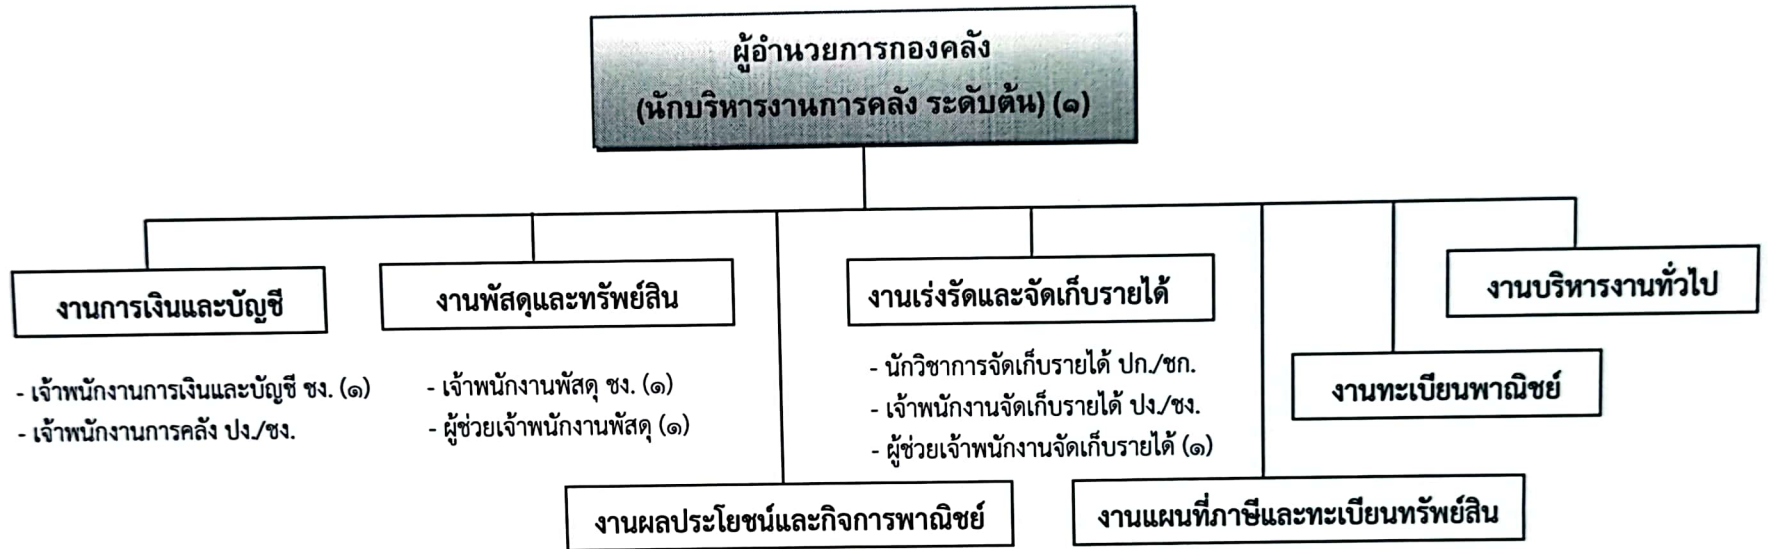 ผู้อำนวยการกองคลัง
(นักบริหารงานการคลัง ระดับต้น) (๑)
งานการเงินและบัญชี
- เจ้าพนักงานการเงินและบัญชี ชง. (๑)
- เจ้าพนักงานการคลัง ปง./ชง.
งานพัสดุและทรัพย์สิน
- เจ้าพนักงานพัสดุ ชง. (๑)
- ผู้ช่วยเจ้าพนักงานพัสดุ (๑)
งานเร่งรัดและจัดเก็บรายได้
- นักวิชาการจัดเก็บรายได้ ปก./ชก.
- เจ้าพนักงานจัดเก็บรายได้ ปง./ชง.
- ผู้ช่วยเจ้าพนักงานจัดเก็บรายได้ (๑)
งานบริหารงานทั่วไป
งานทะเบียนพาณิชย์
งานผลประโยชน์และกิจการพาณิชย์
งานแผนที่ภาษีและทะเบียนทรัพย์สิน